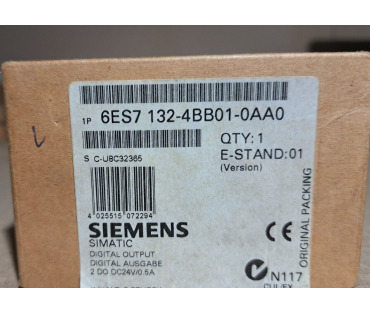 1P 6ES7 132-4BB01-0AA0
QTY: 1
S C-U8C32365
E-STAND: 01
(Version)
4 025515 072294
SIEMENS
SIMATIC
DIGITAL OUTPUT
DIGITAL AUSGABE
2 DO DC24V/0.5A
CE
N117
ORIGINAL PACKING